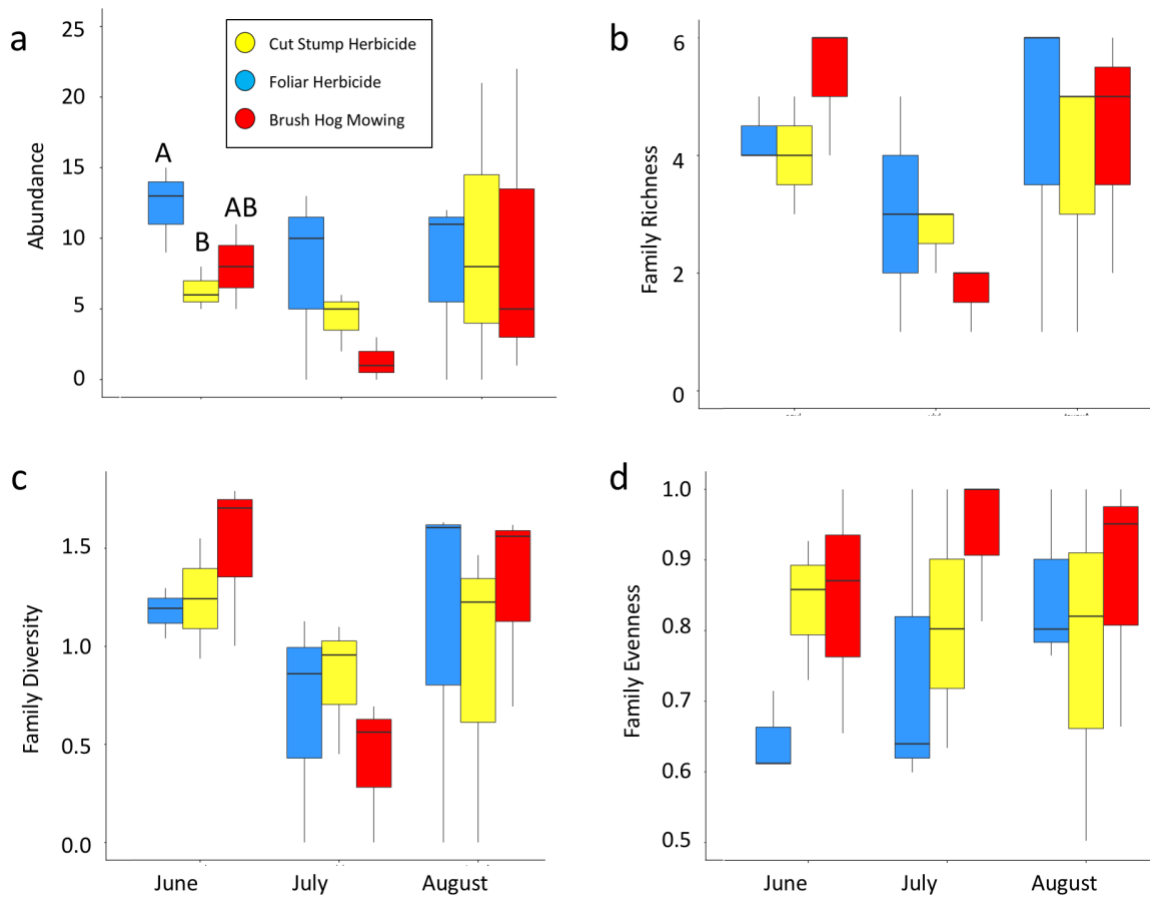 a
25
20
15
10
5
0
Abundance
Cut Stump Herbicide
Foliar Herbicide
Brush Hog Mowing
A
B
AB
b
6
4
2
0
Family Richness
c
1.5
1.0
0.5
0.0
Family Diversity
June July August
d
1.0
0.9
0.8
0.7
0.6
0.5
Family Evenness
June July August